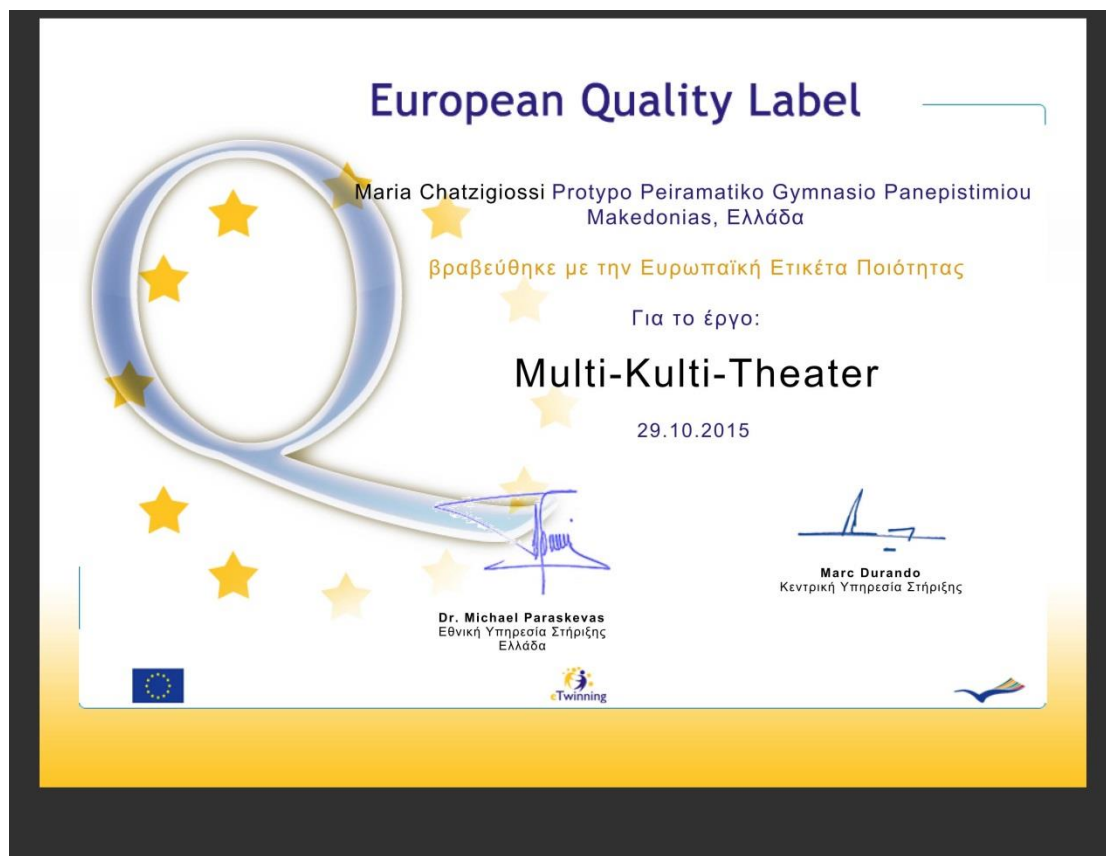 European Quality Label
Maria Chatzigiossi Protypo Peiramatiko Gymnasio Panepistimiou
Makedonias, Ελλάδα
βραβεύθηκε με την Ευρωπαϊκή Ετικέτα Ποιότητας
Για το έργο:
Multi-Kulti-Theater
29.10.2015
Marc Durando
Κεντρική Υπηρεσία Στήριξης
Dr. Michael Paraskevas
Εθνική Υπηρεσία Στήριξης
Ελλάδα
eTwinning